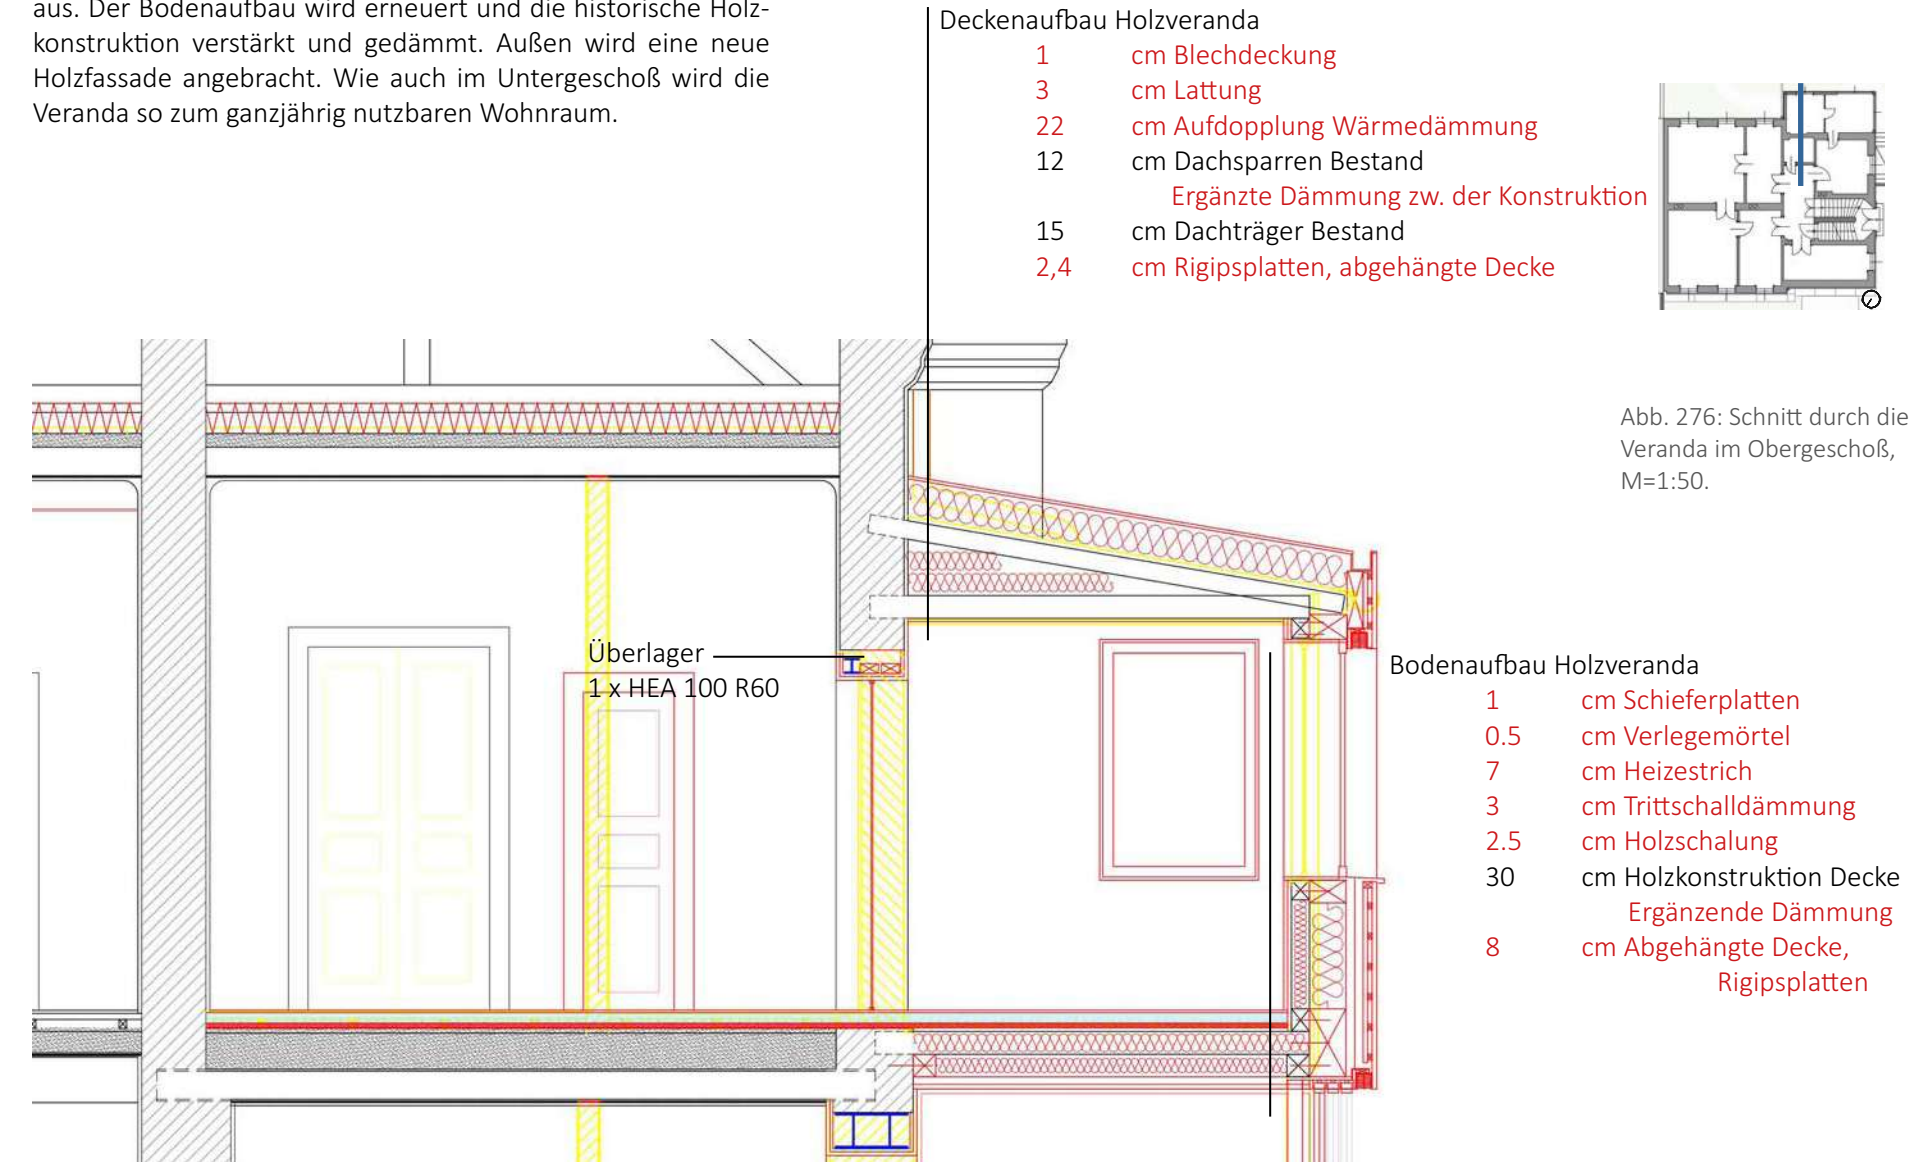 aus. Der Bodenaufbau wird erneuert und die historische Holz-
konstruktion verstärkt und gedämmt. Außen wird eine neue
Holzfassade angebracht. Wie auch im Untergeschoß wird die
Veranda so zum ganzjährig nutzbaren Wohnraum.
Deckenaufbau Holzveranda
1 cm Blechdeckung
3 cm Lattung
22 cm Aufdopplung Wärmedämmung
12 cm Dachsparren Bestand
Ergänzte Dämmung zw. der Konstruktion
15 cm Dachträger Bestand
2,4 cm Rigipsplatten, abgehängte Decke
Abb. 276: Schnitt durch die
Veranda im Obergeschoß,
M=1:50.
Überlager
1 x HEA 100 R60
Bodenaufbau Holzveranda
1 cm Schieferplatten
0.5 cm Verlegemörtel
7 cm Heizestrich
3 cm Trittschalldämmung
2.5 cm Holzschalung
30 cm Holzkonstruktion Decke
Ergänzende Dämmung
8 cm Abgehängte Decke,
Rigipsplatten